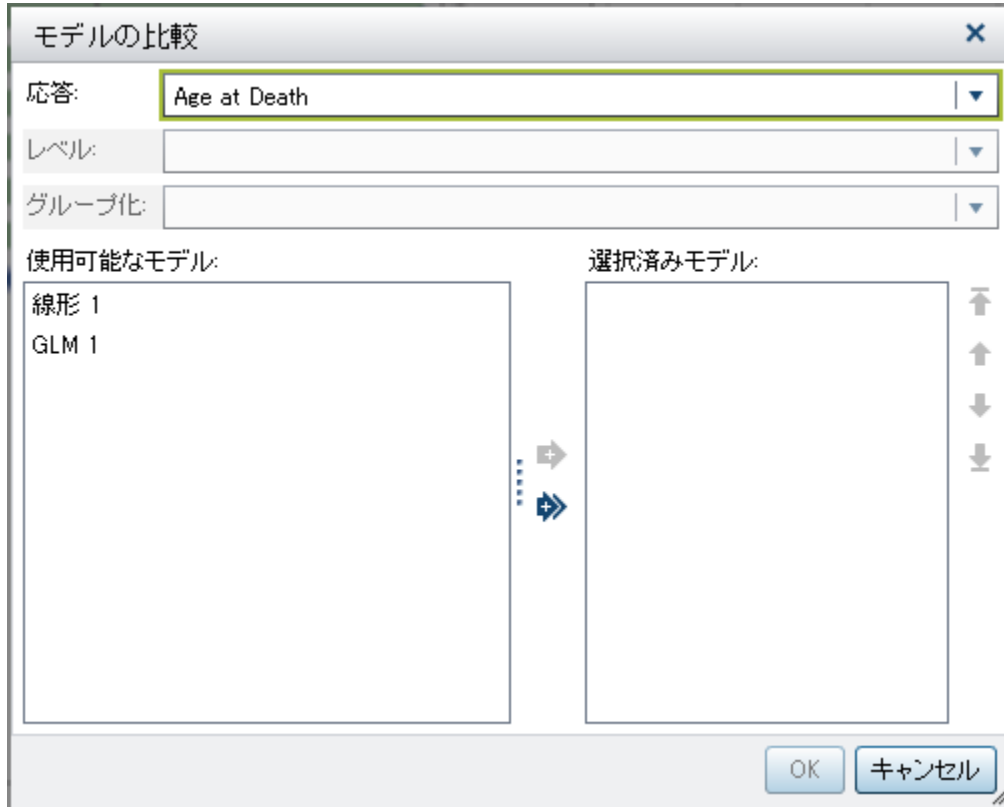 モデルの比較
応答: Age at Death
レベル:
グループ化:
使用可能なモデル: 選択済みモデル:
線形 1
GLM 1
OK キャンセル